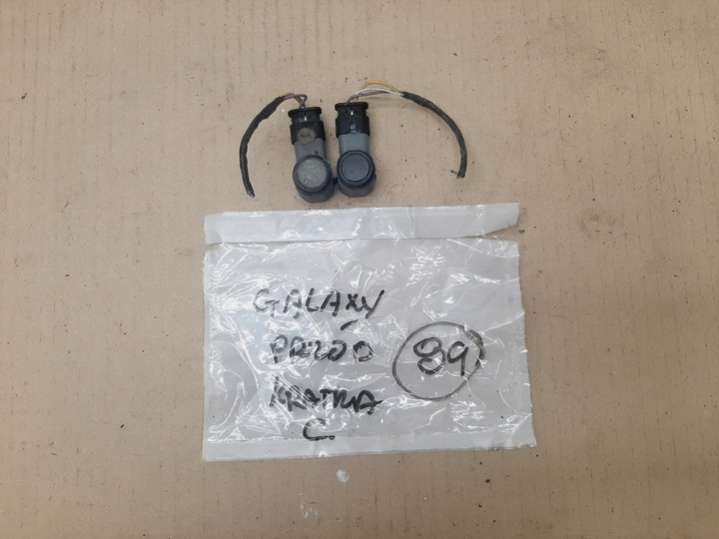 GALAXY
PRZÓD
KRATKA
C.
89